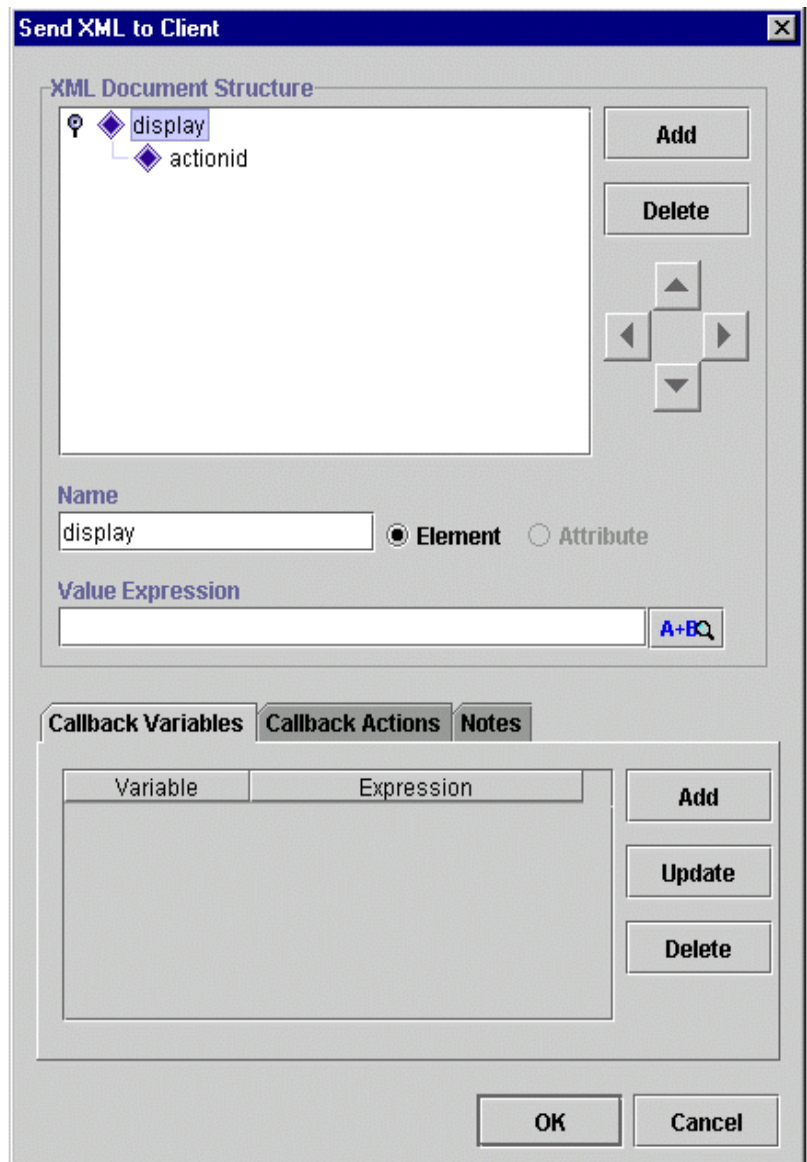 Send XML to Client
XML Document Structure
display
actionid
Add
Delete
Name
display
Element
Attribute
Value Expression
A+B
Callback Variables
Callback Actions
Notes
Variable
Expression
Add
Update
Delete
OK
Cancel